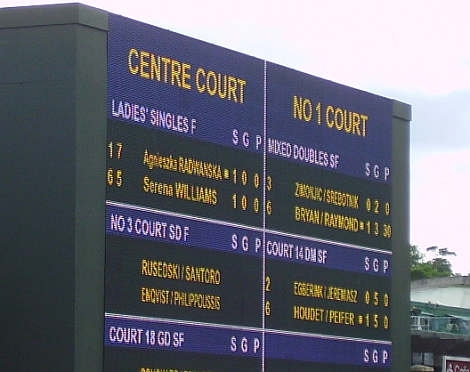 CENTRE COURT
LADIES' SINGLES F S G P
1 7 Agnieszka RADWANSKA * 1 0 0
6 5 Serena WILLIAMS 1 0 0
NO 3 COURT SD F S G P
RUSEDSKI / SANTORO
ENQVIST / PHILIPPOUSSIS
COURT 18 GD SF S G P
NO 1 COURT
MIXED DOUBLES SF S G P
3 ZIMONJIC / SREBOTNIK 0 2 0
6 BRYAN / RAYMOND * 1 3 30
COURT 14 DM SF S G P
2 EGBERINK / JEREMIASZ 0 5 0
6 HOUDET / PEIFER * 1 5 0
S G P